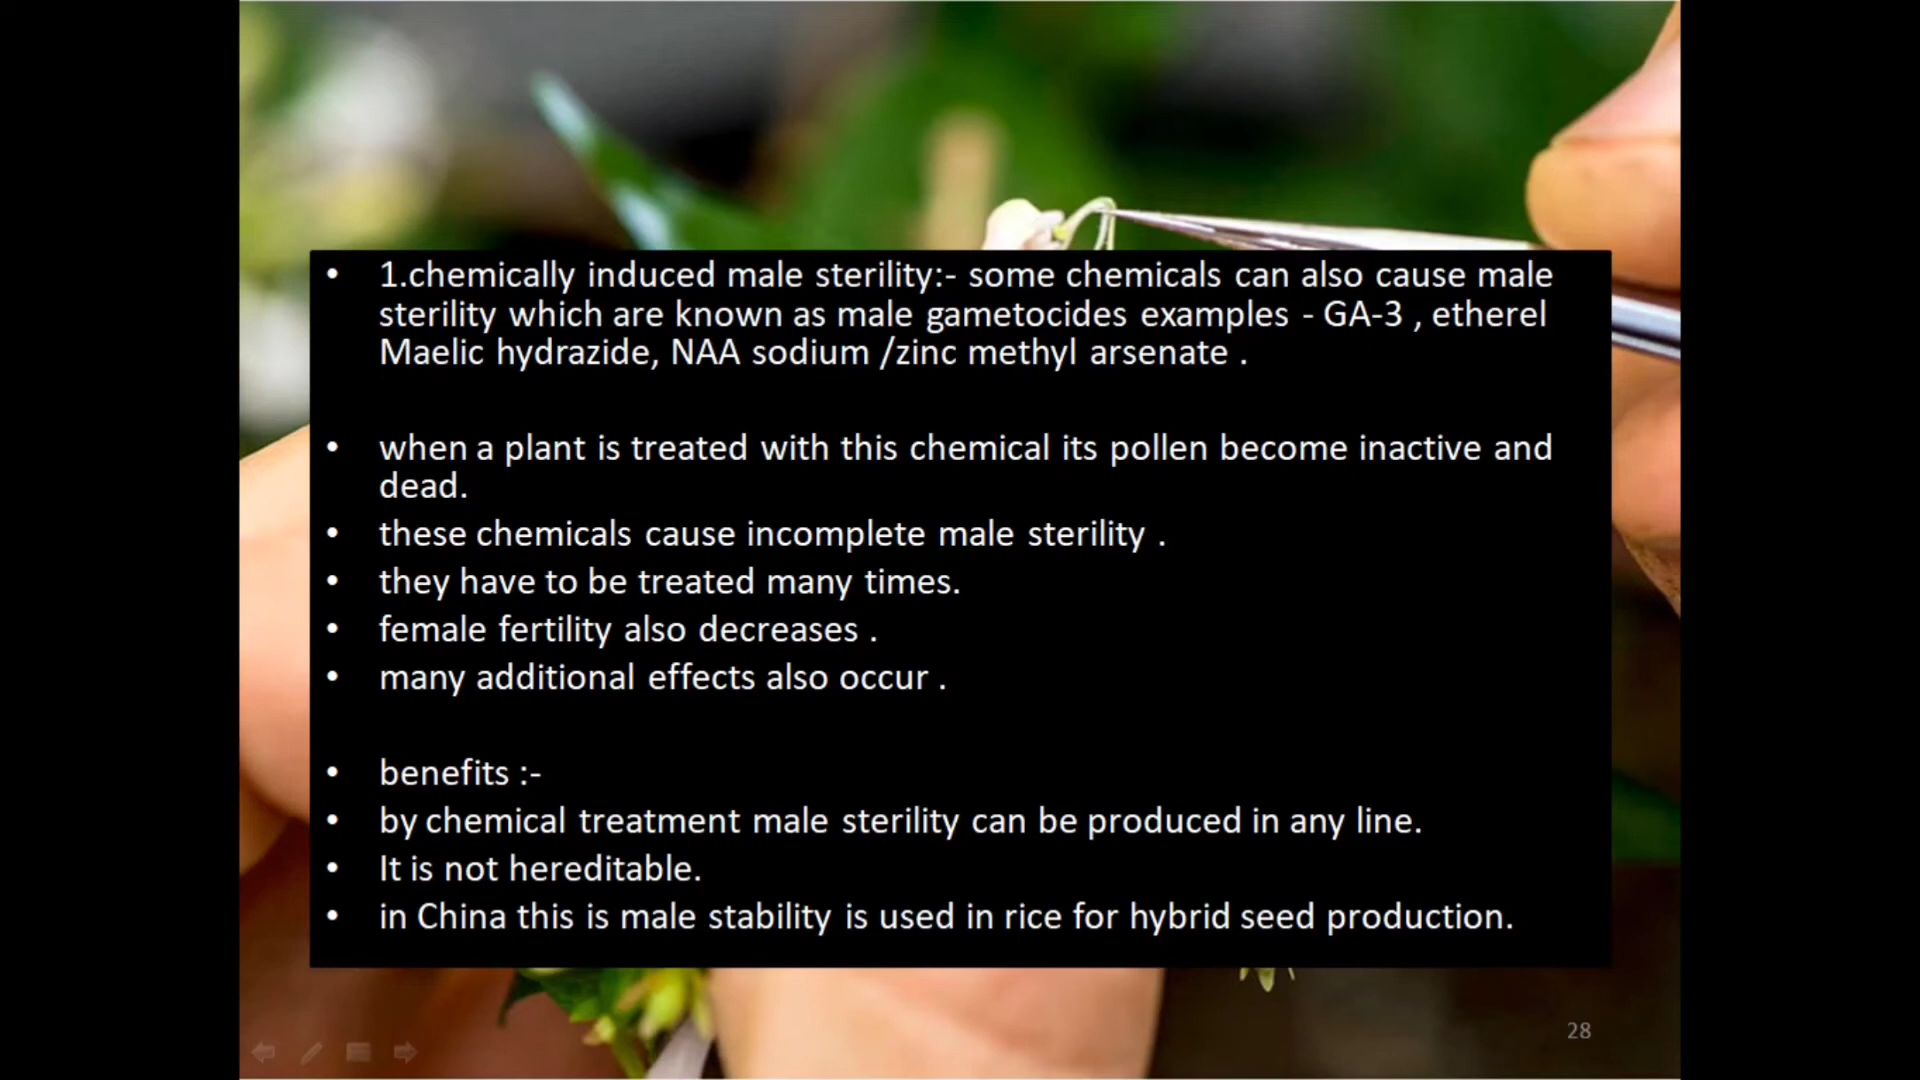 • 1.chemically induced male sterility:- some chemicals can also cause male
sterility which are known as male gametocides examples - GA-3 , etherel
Maelic hydrazide, NAA sodium /zinc methyl arsenate .
• when a plant is treated with this chemical its pollen become inactive and
dead.
• these chemicals cause incomplete male sterility .
• they have to be treated many times.
• female fertility also decreases .
• many additional effects also occur .
• benefits :-
• by chemical treatment male sterility can be produced in any line.
• It is not hereditable.
• in China this is male stability is used in rice for hybrid seed production.
28